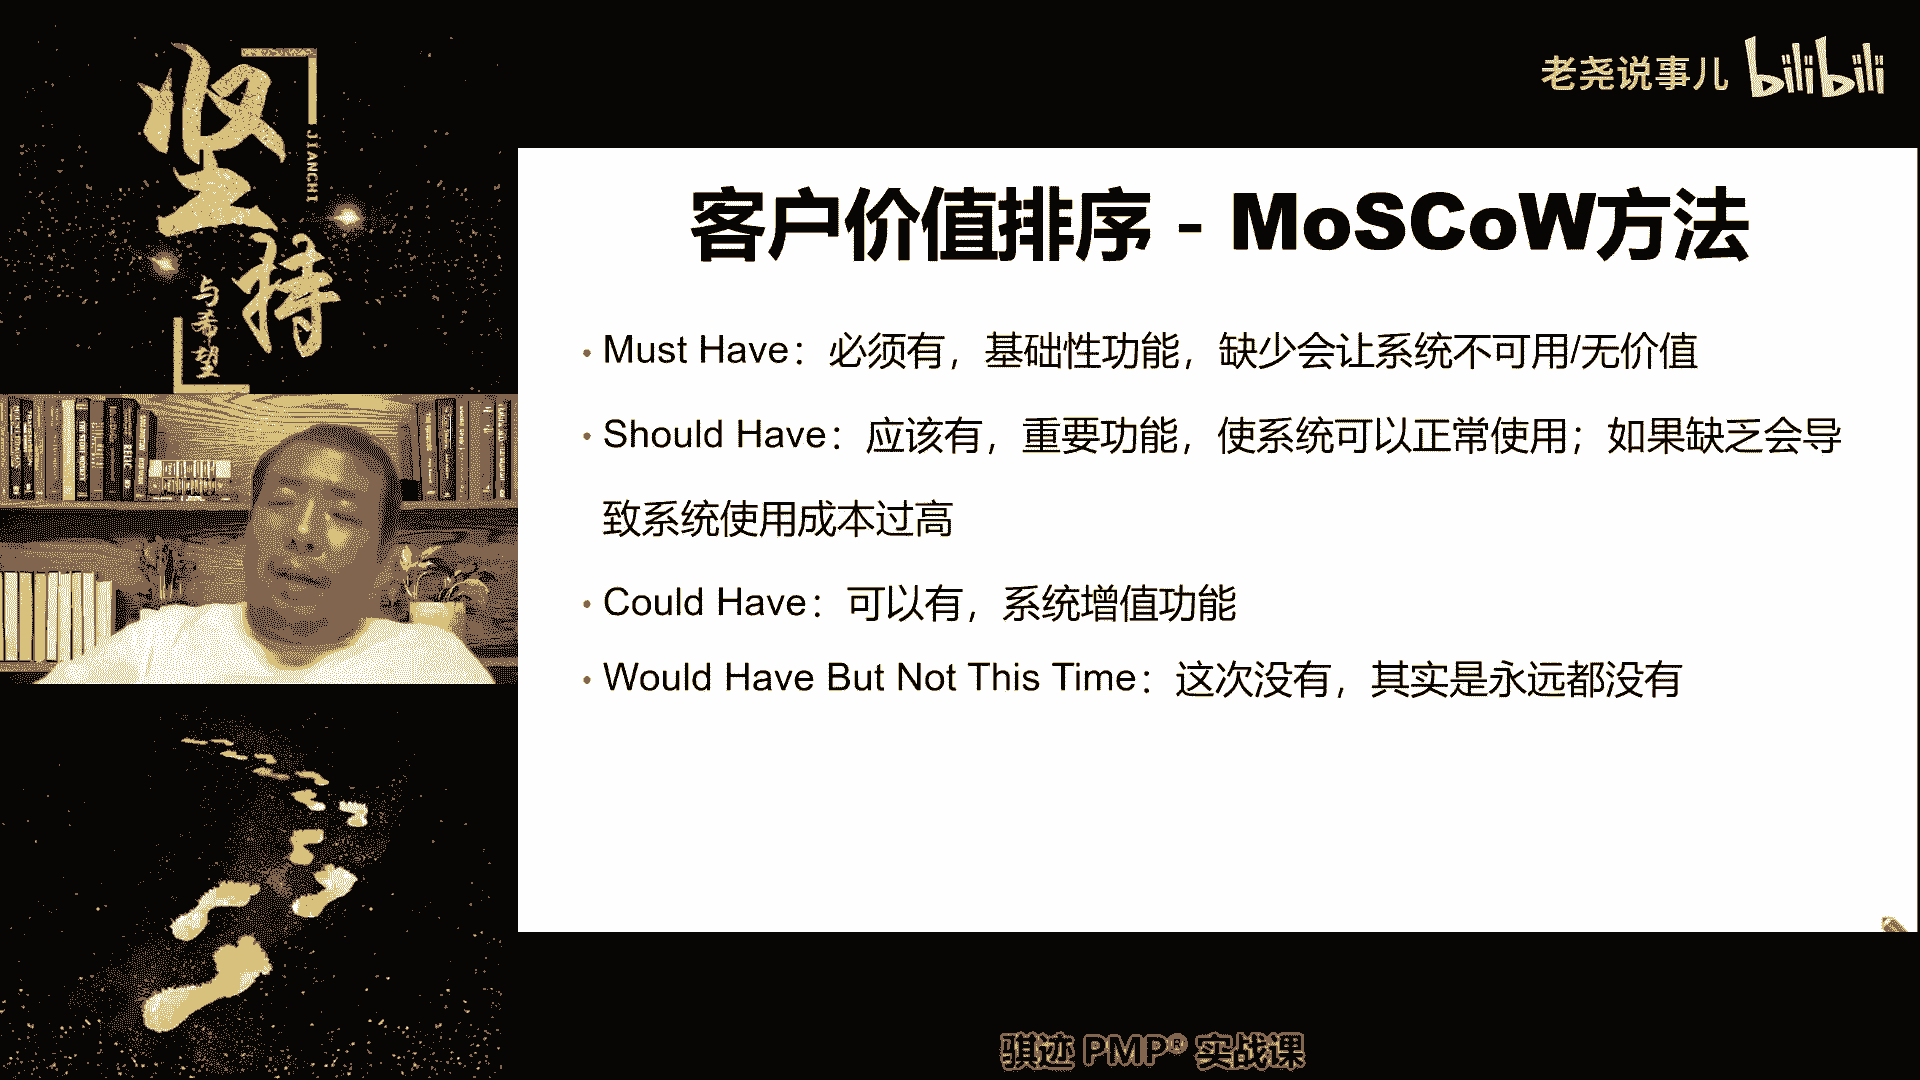 坚持
JIANCHI
与希望
老尧说事儿 bilibili
客户价值排序 - MoSCoW方法
• Must Have：必须有，基础性功能，缺少会让系统不可用/无价值
• Should Have：应该有，重要功能，使系统可以正常使用；如果缺乏会导
致系统使用成本过高
• Could Have：可以有，系统增值功能
• Would Have But Not This Time：这次没有，其实是永远都没有
骐迹 PMP® 实战课